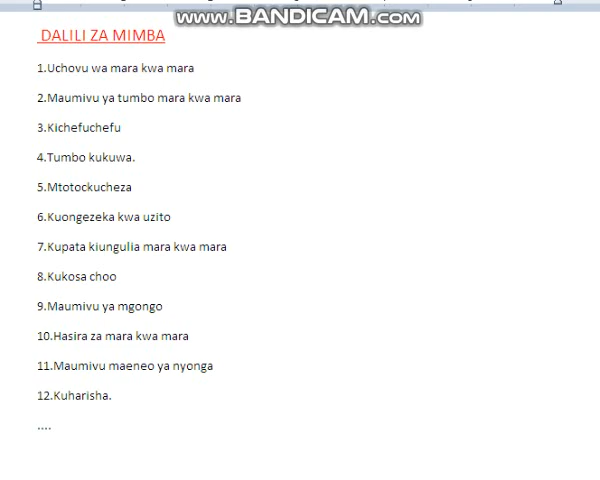 www.BANDICAM.com
DALILI ZA MIMBA
1.Uchovu wa mara kwa mara
2.Maumivu ya tumbo mara kwa mara
3.Kichefuchefu
4.Tumbo kukuwa.
5.Mtotockucheza
6.Kuongezeka kwa uzito
7.Kupata kiungulia mara kwa mara
8.Kukosa choo
9.Maumivu ya mgongo
10.Hasira za mara kwa mara
11.Maumivu maeneo ya nyonga
12.Kuharisha.
....